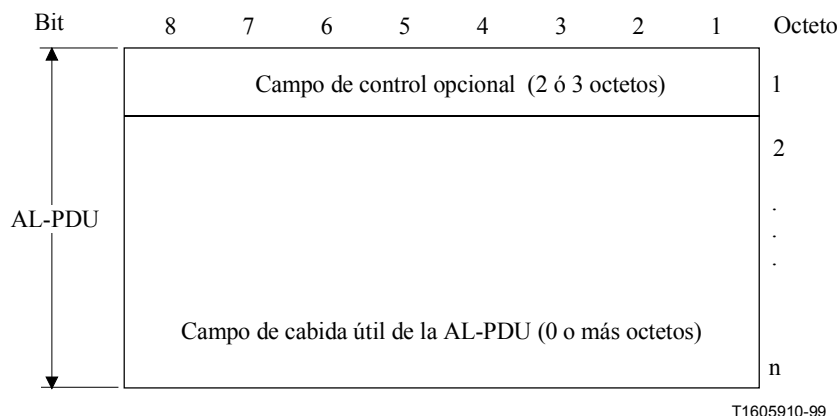 Bit 8 7 6 5 4 3 2 1 Octeto
Campo de control opcional (2 ó 3 octetos) 1
2
AL-PDU .
.
.
Campo de cabida útil de la AL-PDU (0 o más octetos)
n
T1605910-99